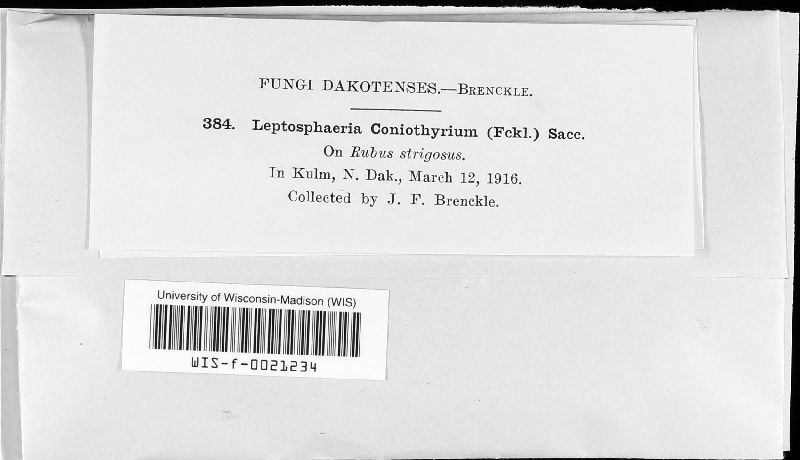 FUNGI DAKOTENSES.—BRENCKLE.
384. Leptosphaeria Coniothyrium (Fckl.) Sacc.
On Rubus strigosus.
In Kulm, N. Dak., March 12, 1916.
Collected by J. F. Brenckle.
University of Wisconsin-Madison (WIS)
WIS-f-0021234